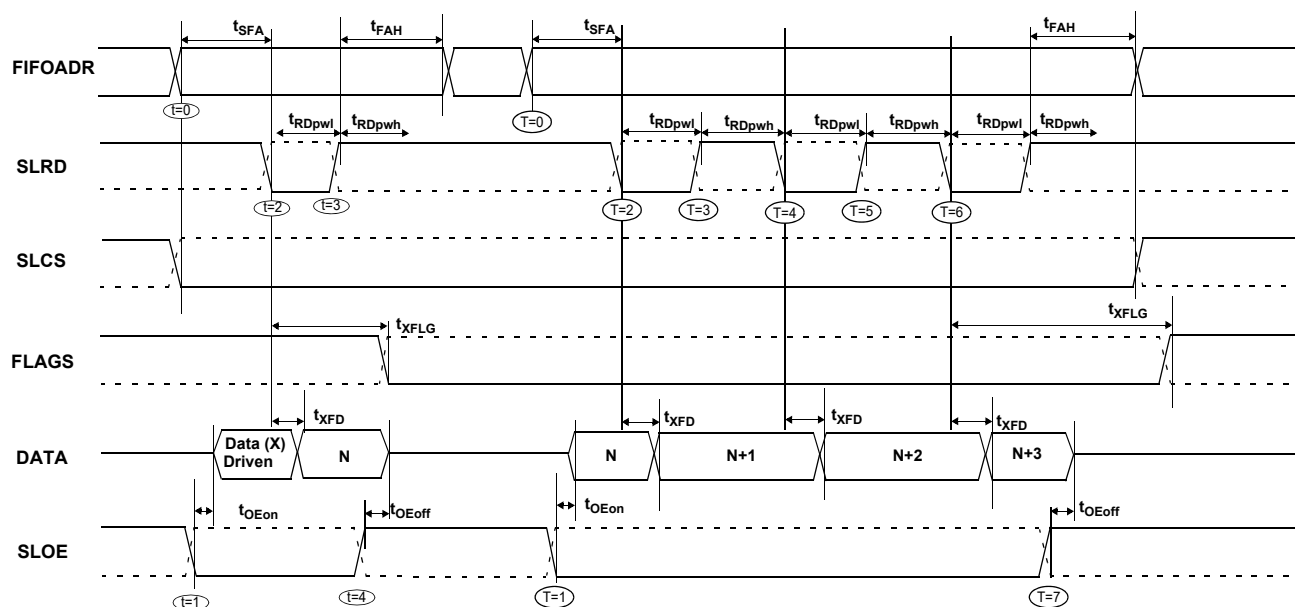 tSFA tFAH tSFA tFAH
FIFOADR
t=0 T=0
tRDpwl tRDpwh tRDpwl tRDpwh tRDpwl tRDpwh tRDpwl tRDpwh
SLRD
t=2 t=3 T=2 T=3 T=4 T=5 T=6
SLCS
tXFLG tXFLG
FLAGS
tXFD tXFD tXFD tXFD
DATA
Data (X)
Driven
N N N+1 N+2 N+3
tOEon tOEoff tOEon tOEoff
SLOE
t=1 t=4 T=1 T=7